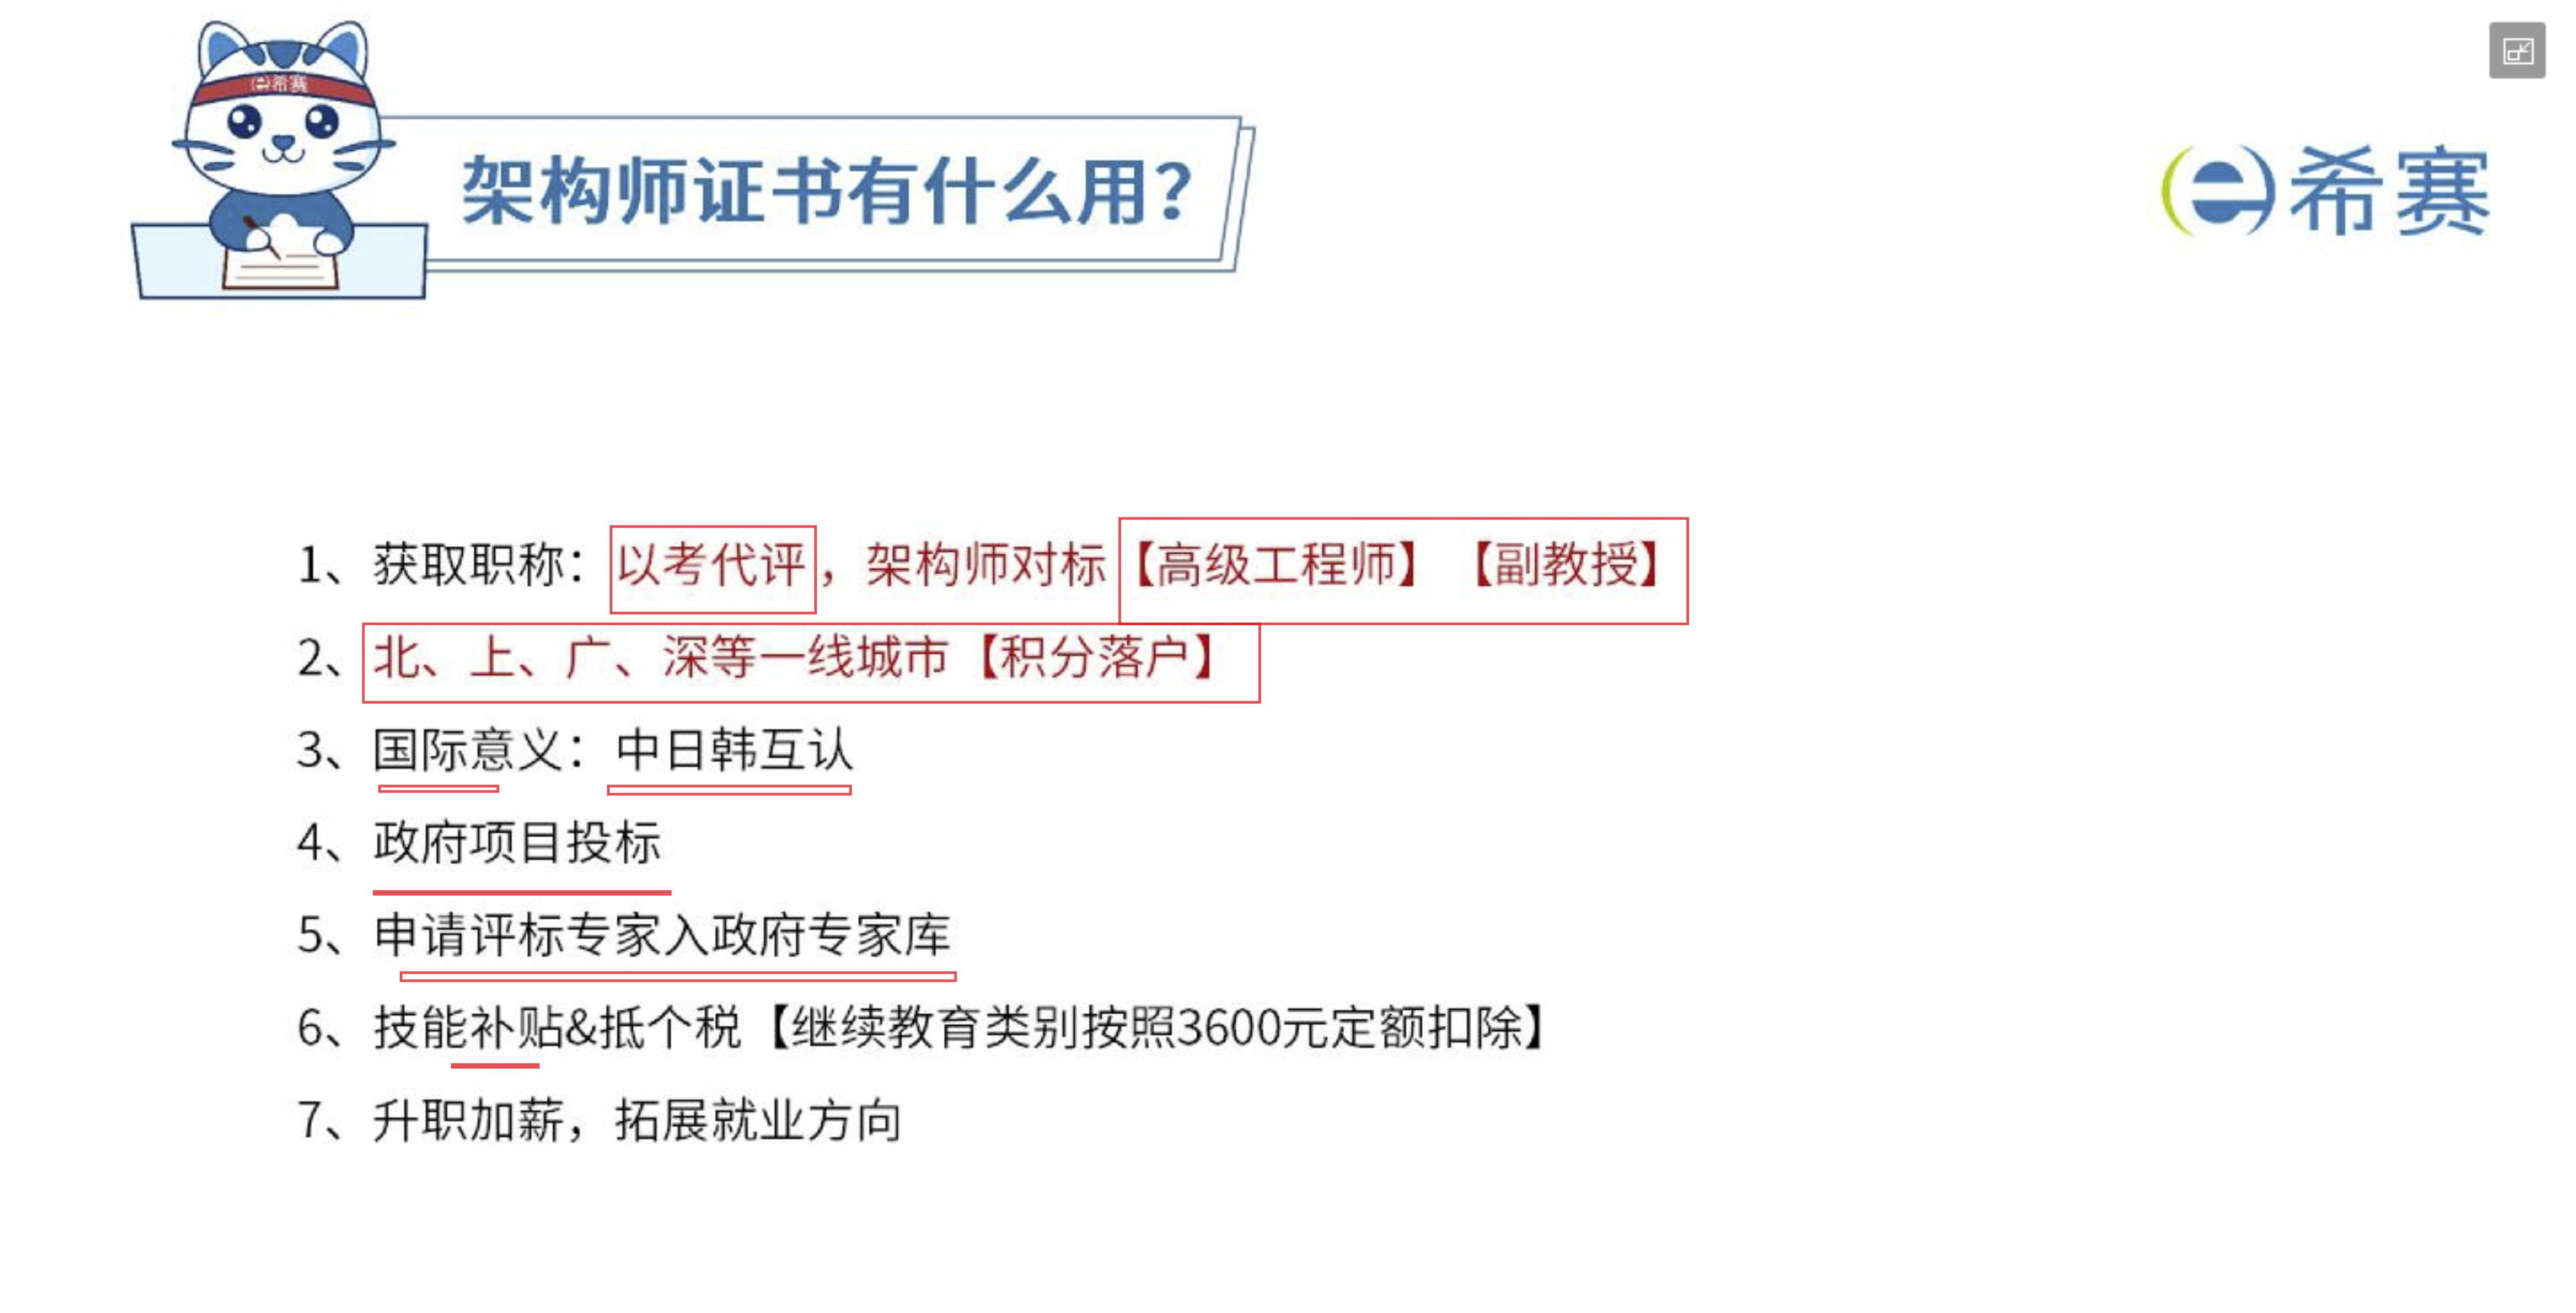 希赛
架构师证书有什么用？
希赛
1、获取职称：以考代评，架构师对标【高级工程师】【副教授】
2、北、上、广、深等一线城市【积分落户】
3、国际意义：中日韩互认
4、政府项目投标
5、申请评标专家入政府专家库
6、技能补贴&抵个税【继续教育类别按照3600元定额扣除】
7、升职加薪，拓展就业方向